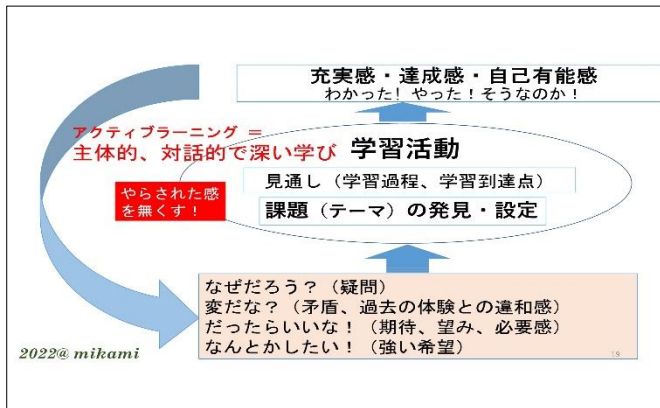 充実感・達成感・自己有能感
わかった！やった！そうなのか！
アクティブラーニング ＝
主体的、対話的で深い学び
学習活動
やらされた感
を無くす！
見通し（学習過程、学習到達点）
課題（テーマ）の発見・設定
なぜだろう？（疑問）
変だな？（矛盾、過去の体験との違和感）
だったらいいな！（期待、望み、必要感）
なんとかしたい！（強い希望）
2022@mikami
19